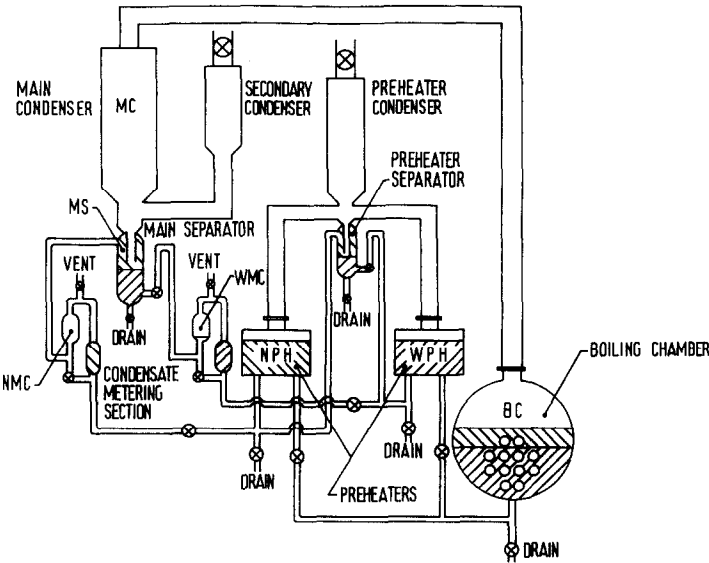 MAIN
CONDENSER
MC
SECONDARY
CONDENSER
PREHEATER
CONDENSER
PREHEATER
SEPARATOR
MS
MAIN SEPARATOR
VENT
VENT
WMC
DRAIN
DRAIN
NMC
CONDENSATE
METERING
SECTION
NPH
WPH
BOILING CHAMBER
BC
DRAIN
DRAIN
PREHEATERS
DRAIN